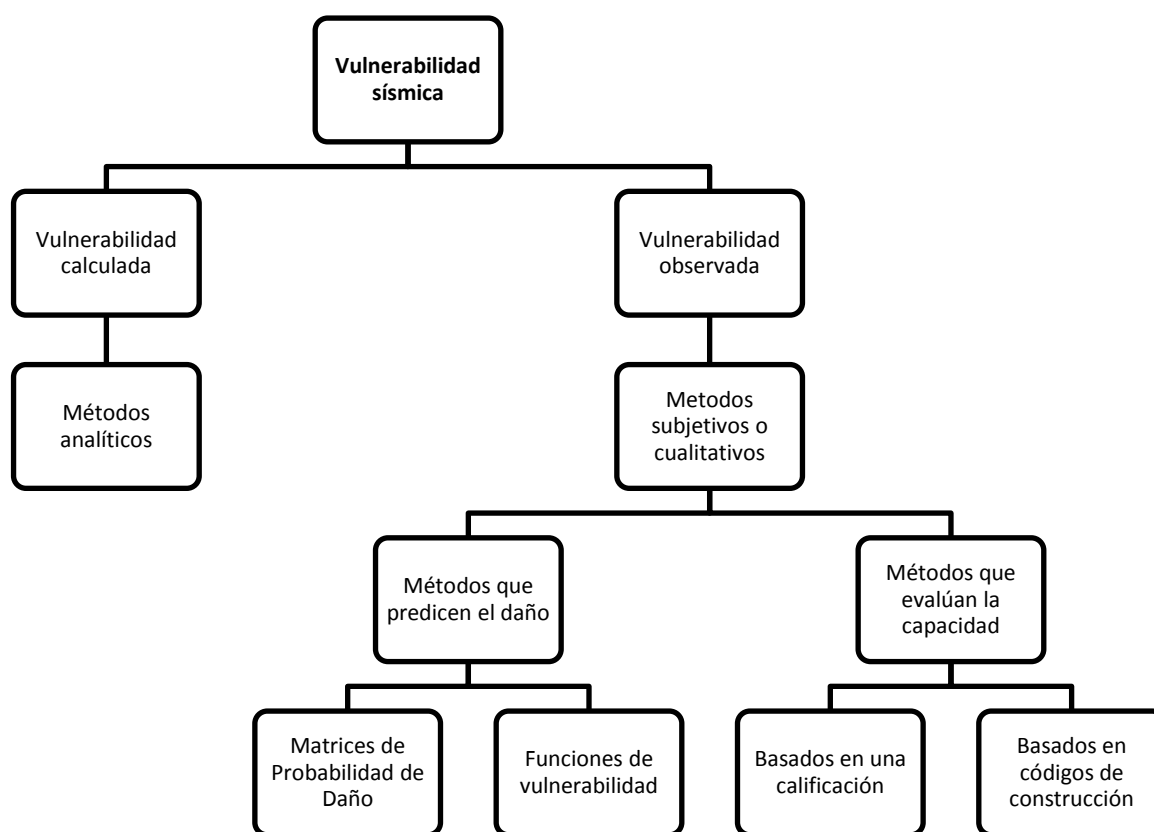 Vulnerabilidad
sísmica
Vulnerabilidad
calculada
Vulnerabilidad
observada
Métodos
analíticos
Metodos
subjetivos o
cualitativos
Métodos que
predicen el daño
Métodos que
evalúan la
capacidad
Matrices de
Probabilidad de
Daño
Funciones de
vulnerabilidad
Basados en una
calificación
Basados en
códigos de
construcción